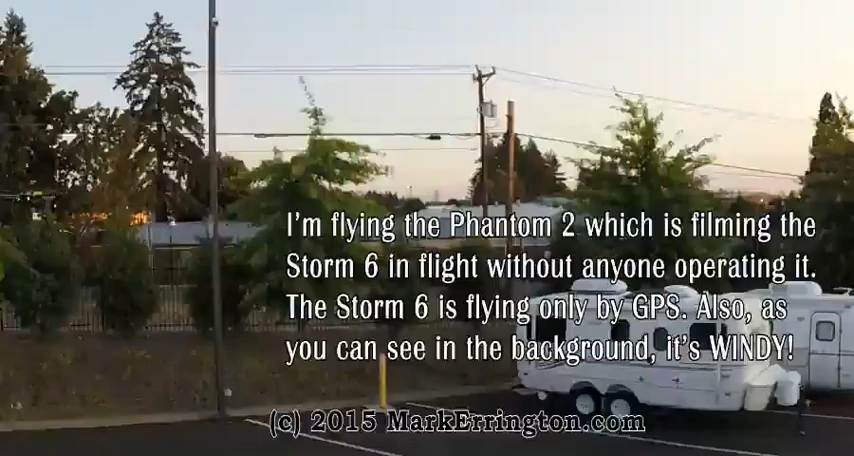 I'm flying the Phantom 2 which is filming the
Storm 6 in flight without anyone operating it.
The Storm 6 is flying only by GPS. Also, as
you can see in the background, it's WINDY!
(c) 2015 MarkErrington.com